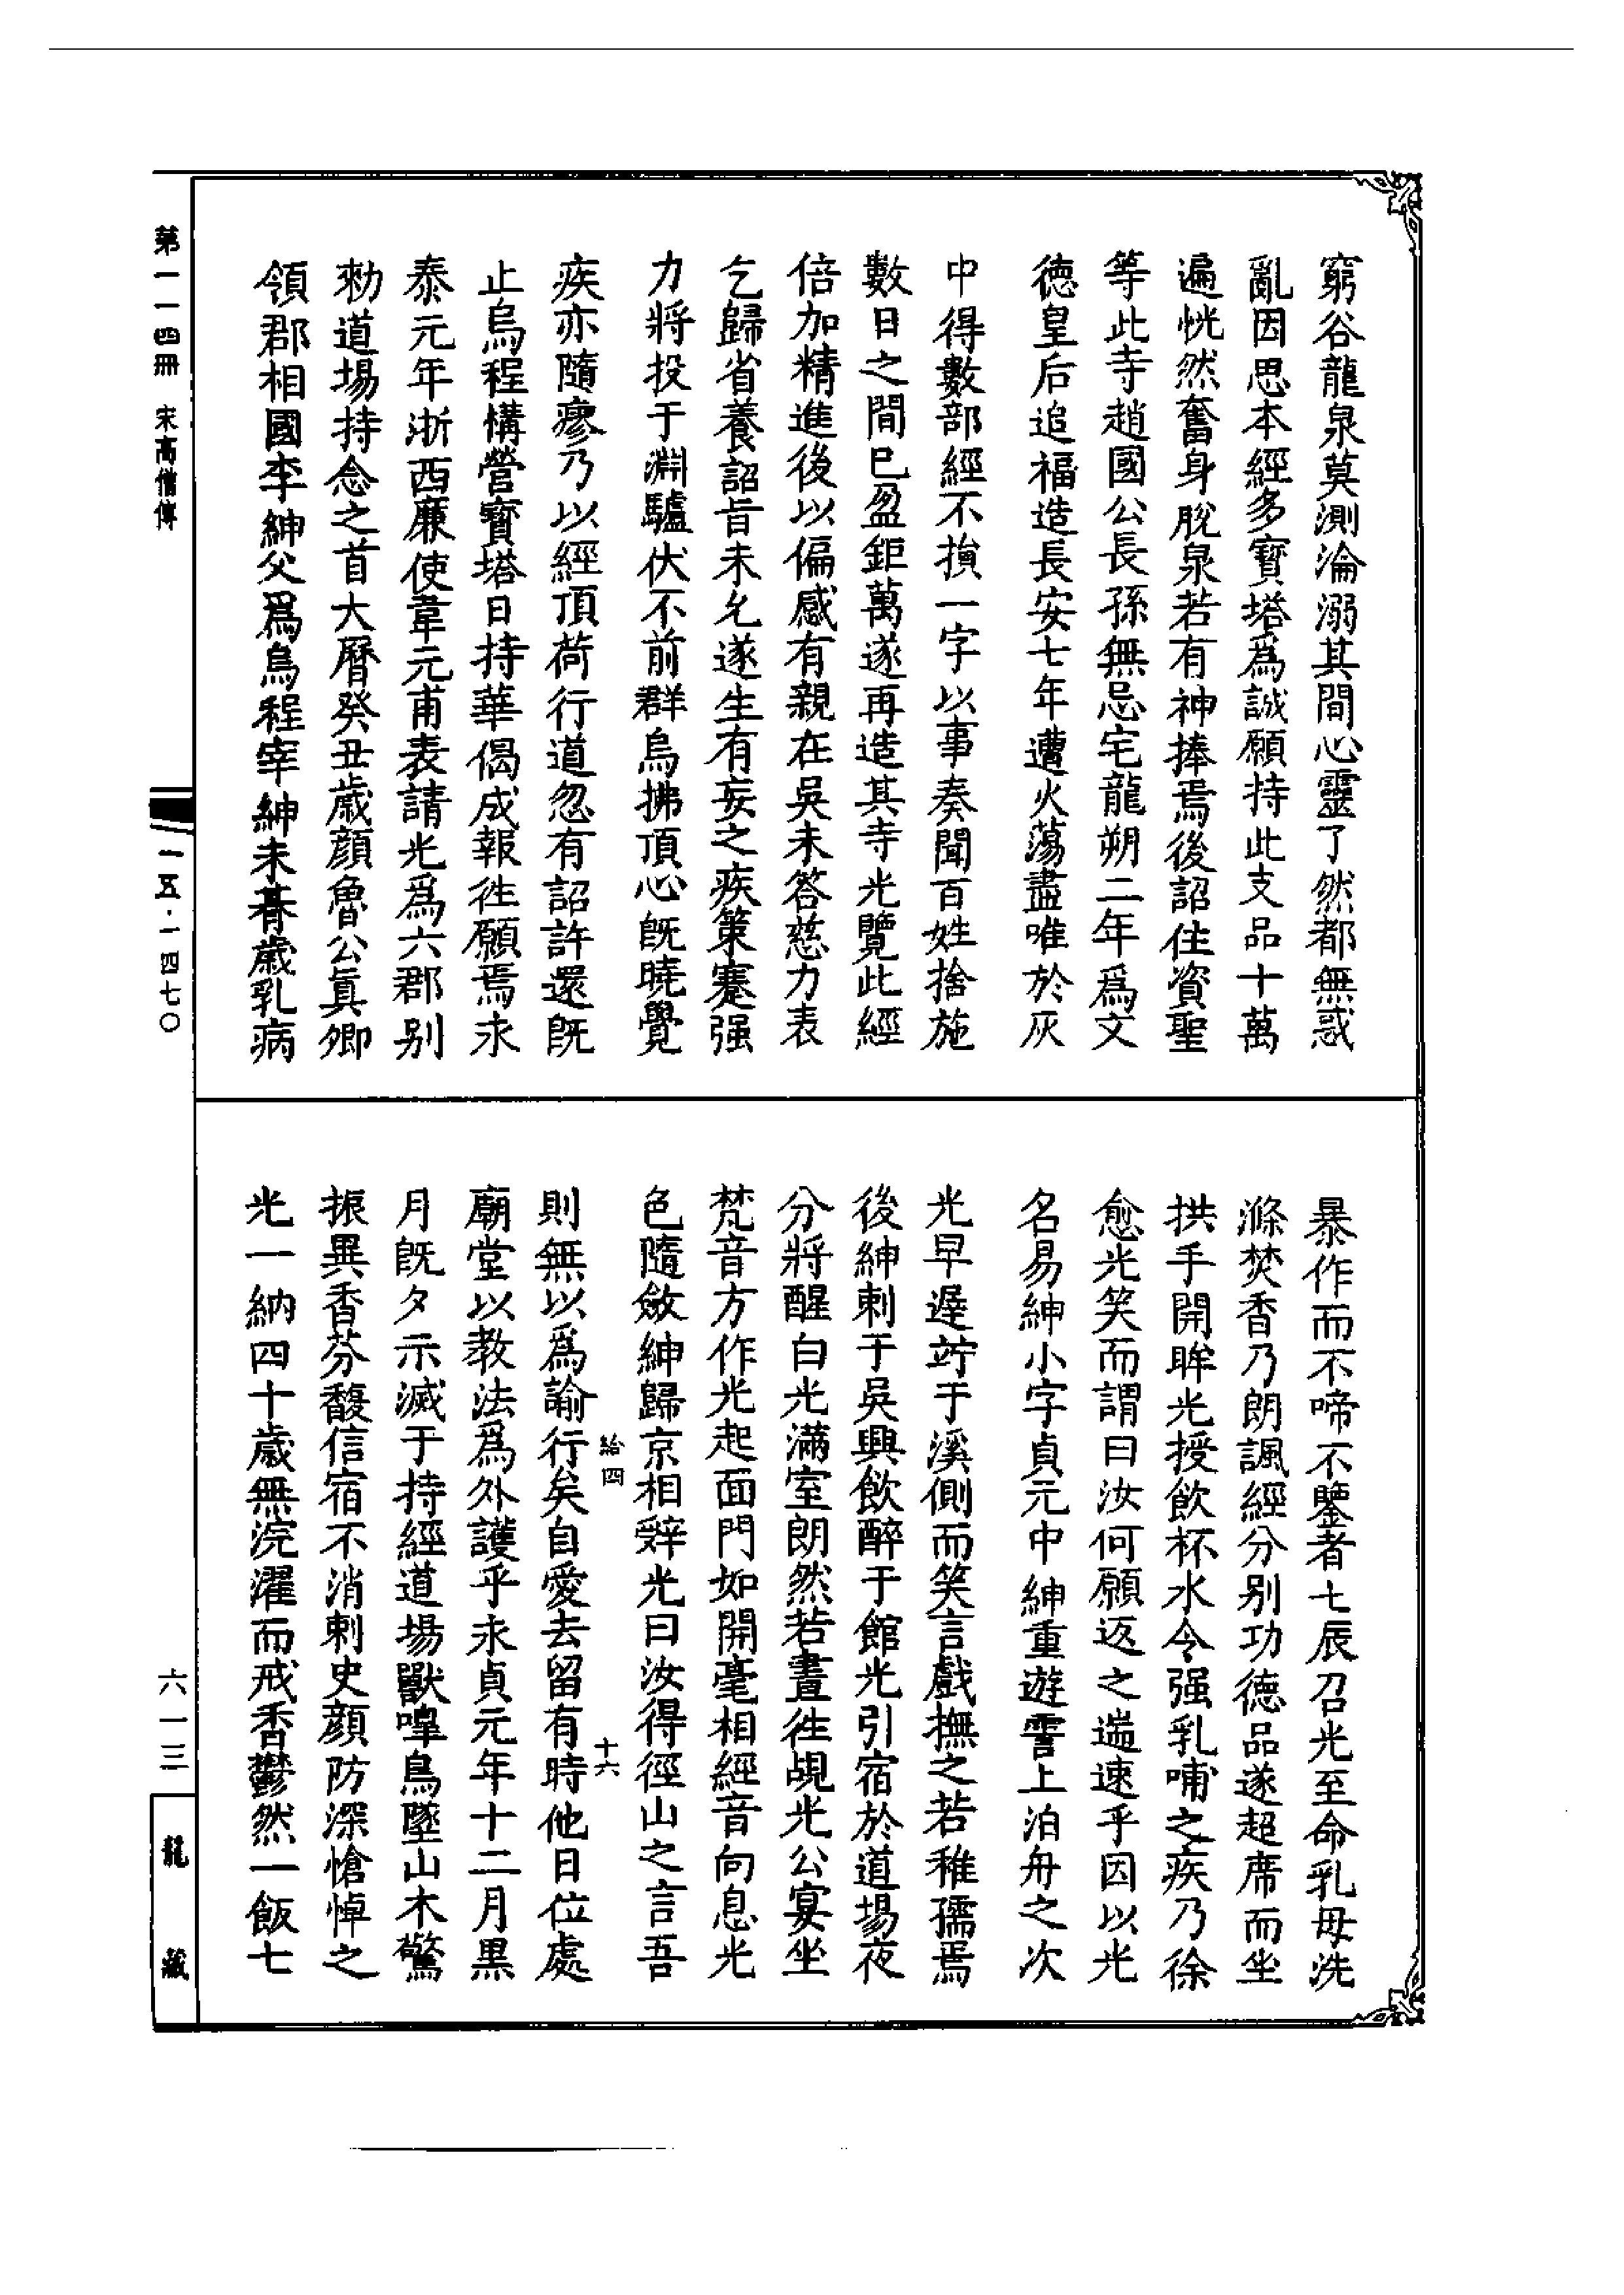 窮谷龍泉莫測淪溺其間心靈了然都無惑
亂因思本經多寶塔爲誠願持此支品十萬
遍恍然奮身脫泉若有神捧焉後詔住資聖
等此寺趙國公長孫無忌宅龍朔二年爲文
德皇后追福造長安七年遭火蕩盡唯於灰
中得數部經不損一字以事奏聞百姓捨施
數日之間巳盈鉅萬遂再造其寺光覽此經
倍加精進後以偏感有親在吳未答慈力表
乞歸省養詔旨未允遂生有妄之疾策蹇强
力將投于淵驢伏不前群烏拂頂心旣曉覺
疾亦隨瘳乃以經頂荷行道忽有詔許還旣
止烏程構營寶塔日持華偈成報徃願焉永
泰元年浙西廉使韋元甫表請光爲六郡别
勑道場持念之首大曆癸丑歲顔魯公眞卿
領郡相國李紳父爲烏程宰紳未朞歲乳病
暴作而不啼不鑒者七辰召光至命乳母洗
滌焚香乃朗諷經分别功德品遂超席而坐
拱手開眸光授飲杯水令强乳哺之疾乃徐
愈光笑而謂曰汝何願返之遄速乎因以光
名易紳小字貞元中紳重遊霅上泊舟之次
光早遲竚于溪側而笑言戲撫之若稚孺焉
後紳剌于吳興飲醉于館光引宿於道場夜
分將醒白光滿室朗然若晝徃覘光公宴坐
梵音方作光起面門如開毫相經音向息光
色隨斂紳歸京相辤光曰汝得徑山之言吾
則無以爲諭行矣自愛去留有時他日位處
給四
十六
廟堂以教法爲外護乎永貞元年十二月黒
月旣夕示滅于持經道場獸嘷鳥墜山木驚
振異香芬馥信宿不消剌史顔防深愴悼之
光一納四十歲無浣濯而戒香鬱然一飯七
第一一四冊 宋高僧傳
一五·一四七〇
六一三
龍藏